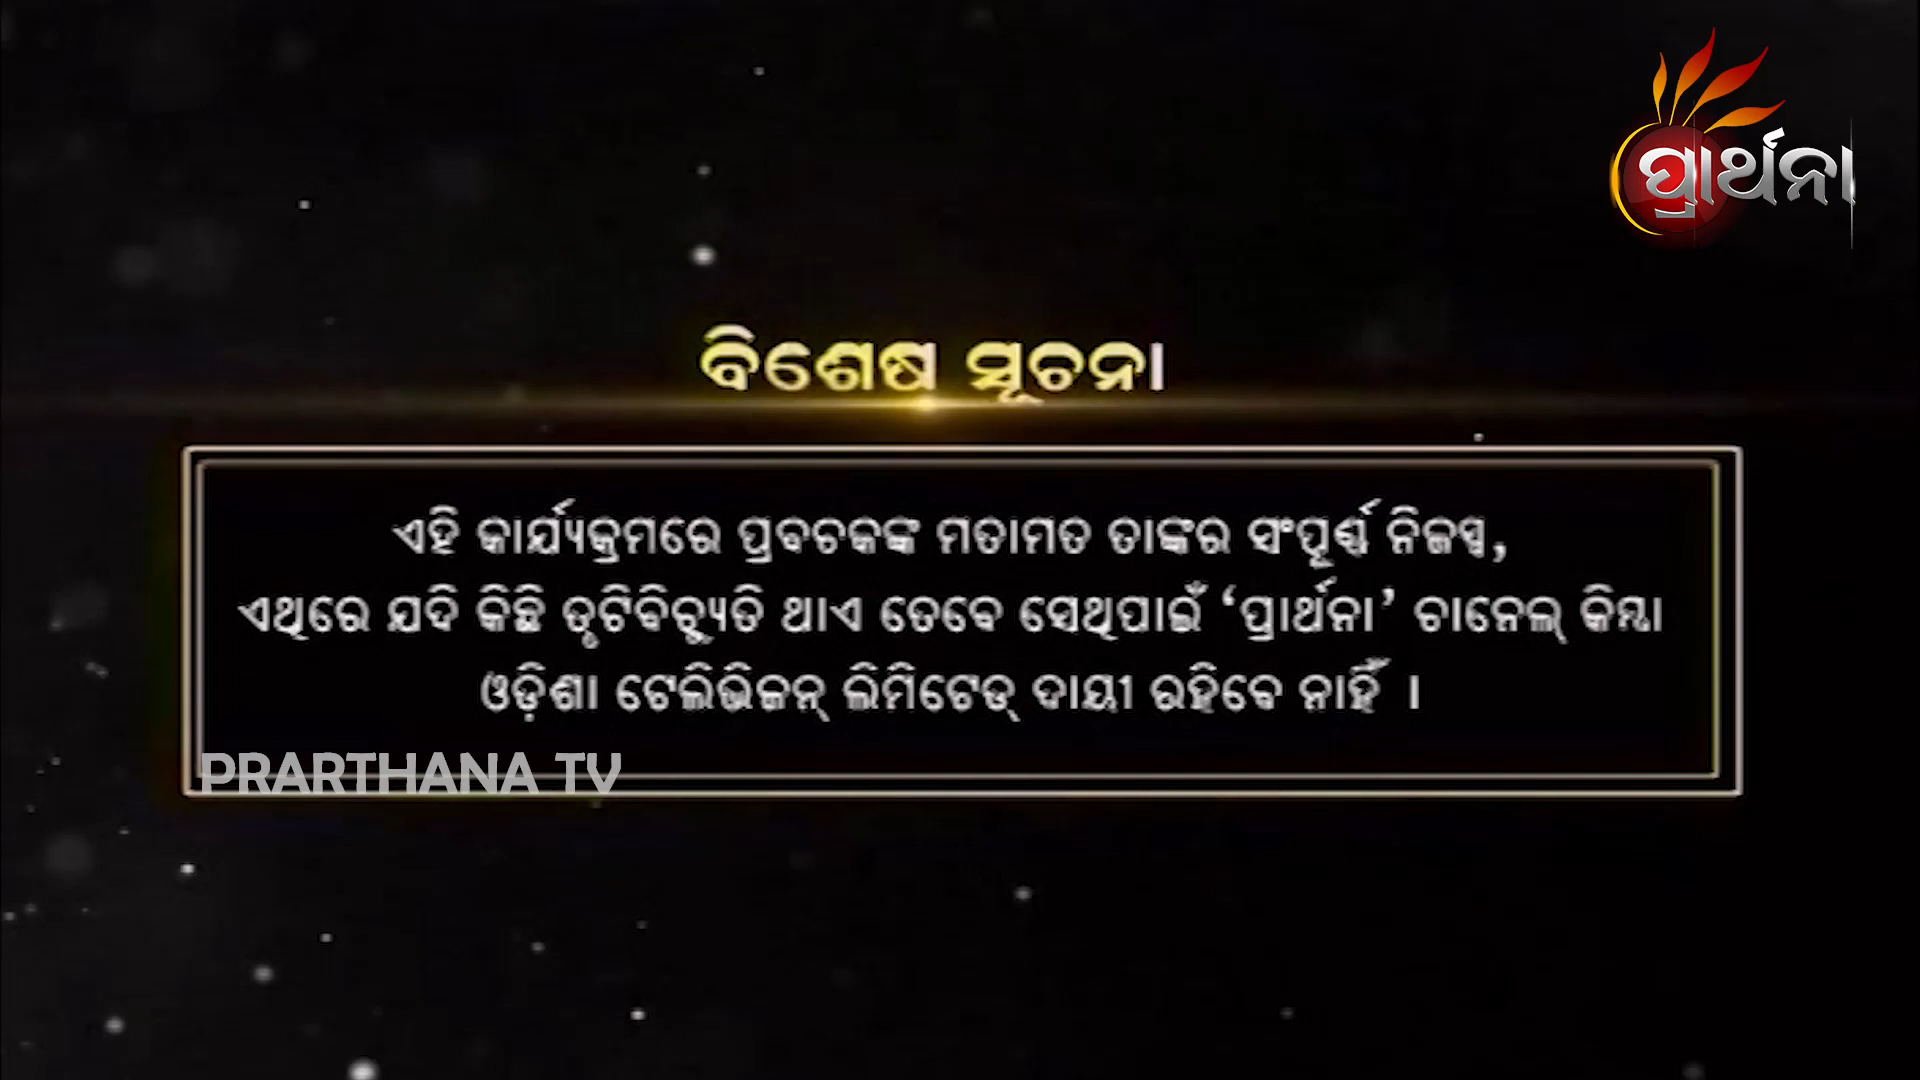 ପ୍ରାର୍ଥନା
ବିଶେଷ ସୂଚନା
ଏହି କାର୍ଯ୍ୟକ୍ରମରେ ପ୍ରବଚକଙ୍କ ମତାମତ ତାଙ୍କର ସଂପୂର୍ଣ୍ଣ ନିଜସ୍ୱ,
ଏଥିରେ ଯଦି କିଛି ତୃଟିବିଚ୍ୟୁତି ଥାଏ ତେବେ ସେଥିପାଇଁ ‘ପ୍ରାର୍ଥନା’ ଚାନେଲ୍ କିମ୍ବା
ଓଡ଼ିଶା ଟେଲିଭିଜନ୍ ଲିମିଟେଡ୍ ଦାୟୀ ରହିବେ ନାହିଁ ।
PRARTHANA TV